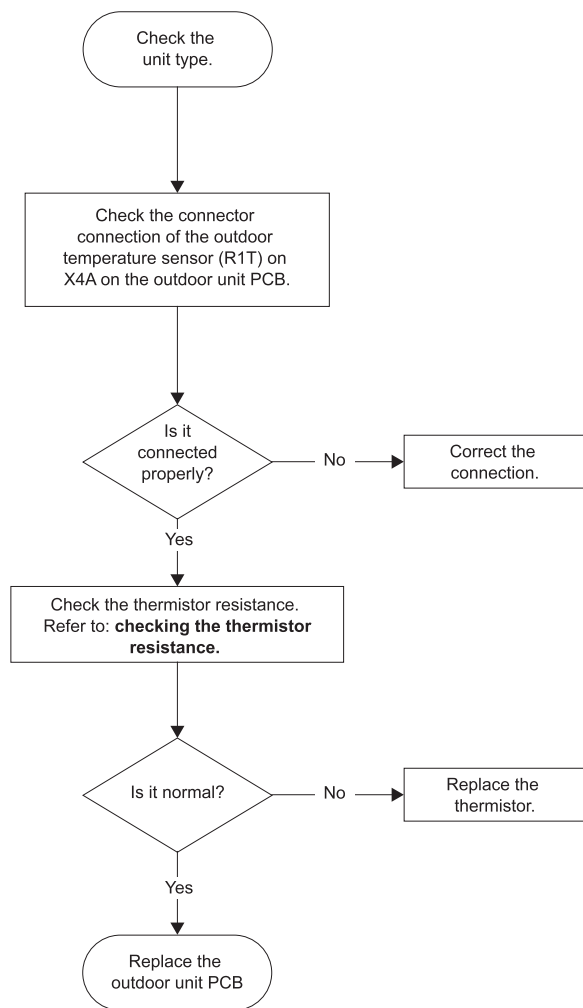 Check the
unit type.
Check the connector
connection of the outdoor
temperature sensor (R1T) on
X4A on the outdoor unit PCB.
Is it
connected
properly?
No
Correct the
connection.
Yes
Check the thermistor resistance.
Refer to: checking the thermistor
resistance.
Is it normal?
No
Replace the
thermistor.
Yes
Replace the
outdoor unit PCB